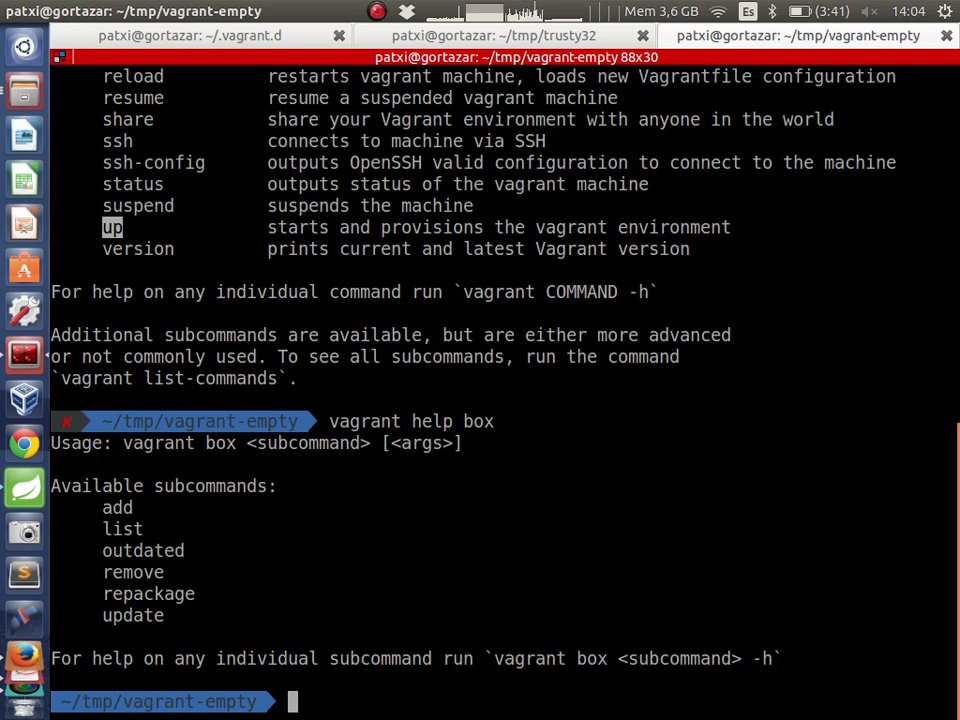 patxi@gortazar: ~/tmp/vagrant-empty
Mem 3,6 GB
Es
(3:41)
14:04
patxi@gortazar: ~/.vagrant.d
patxi@gortazar: ~/tmp/trusty32
patxi@gortazar: ~/tmp/vagrant-empty
patxi@gortazar: ~/tmp/vagrant-empty 88x30
reload restarts vagrant machine, loads new Vagrantfile configuration
resume resume a suspended vagrant machine
share share your Vagrant environment with anyone in the world
ssh connects to machine via SSH
ssh-config outputs OpenSSH valid configuration to connect to the machine
status outputs status of the vagrant machine
suspend suspends the machine
up starts and provisions the vagrant environment
version prints current and latest Vagrant version
For help on any individual command run `vagrant COMMAND -h`
Additional subcommands are available, but are either more advanced
or not commonly used. To see all subcommands, run the command
`vagrant list-commands`.
✘ ~/tmp/vagrant-empty vagrant help box
Usage: vagrant box <subcommand> [<args>]
Available subcommands:
add
list
outdated
remove
repackage
update
For help on any individual subcommand run `vagrant box <subcommand> -h`
~/tmp/vagrant-empty